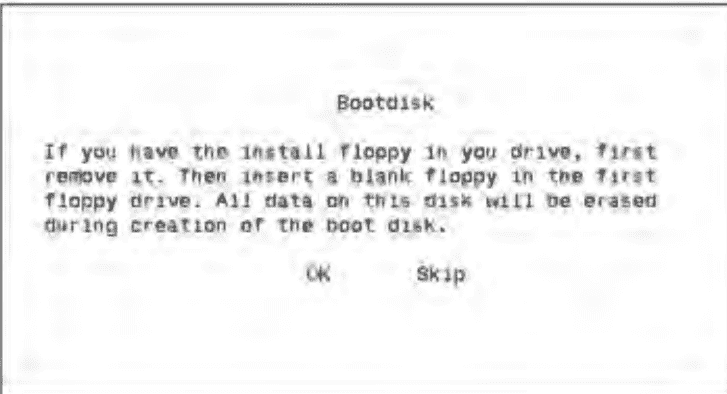 Bootdisk
If you have the install floppy in you drive, first
remove it. Then insert a blank floppy in the first
floppy drive. All data on this disk will be erased
during creation of the boot disk.
OK Skip